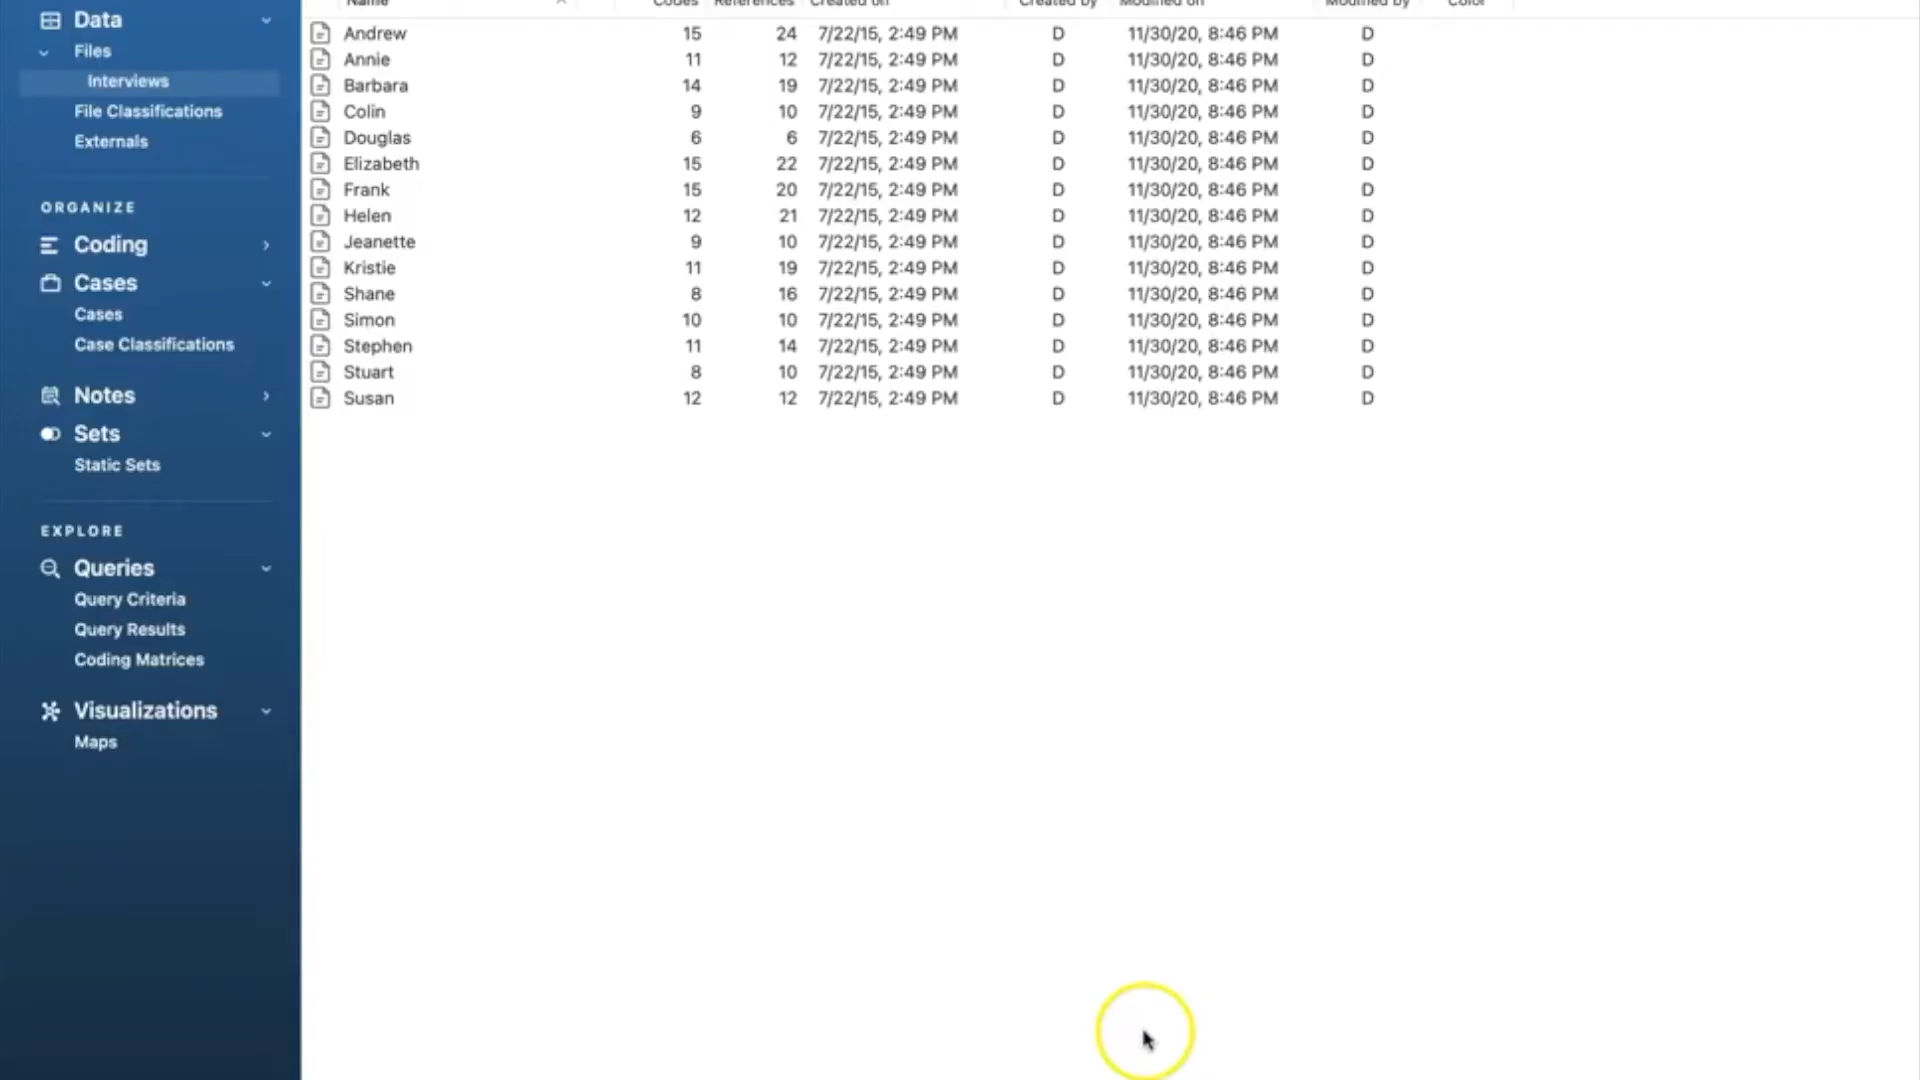 Data
Files
Interviews
File Classifications
Externals
ORGANIZE
Coding
Cases
Cases
Case Classifications
Notes
Sets
Static Sets
EXPLORE
Queries
Query Criteria
Query Results
Coding Matrices
Visualizations
Maps
Name Codes References Created on Created by Modified on Modified by Color
Andrew 15 24 7/22/15, 2:49 PM D 11/30/20, 8:46 PM D
Annie 11 12 7/22/15, 2:49 PM D 11/30/20, 8:46 PM D
Barbara 14 19 7/22/15, 2:49 PM D 11/30/20, 8:46 PM D
Colin 9 10 7/22/15, 2:49 PM D 11/30/20, 8:46 PM D
Douglas 6 6 7/22/15, 2:49 PM D 11/30/20, 8:46 PM D
Elizabeth 15 22 7/22/15, 2:49 PM D 11/30/20, 8:46 PM D
Frank 15 20 7/22/15, 2:49 PM D 11/30/20, 8:46 PM D
Helen 12 21 7/22/15, 2:49 PM D 11/30/20, 8:46 PM D
Jeanette 9 10 7/22/15, 2:49 PM D 11/30/20, 8:46 PM D
Kristie 11 19 7/22/15, 2:49 PM D 11/30/20, 8:46 PM D
Shane 8 16 7/22/15, 2:49 PM D 11/30/20, 8:46 PM D
Simon 10 10 7/22/15, 2:49 PM D 11/30/20, 8:46 PM D
Stephen 11 14 7/22/15, 2:49 PM D 11/30/20, 8:46 PM D
Stuart 8 10 7/22/15, 2:49 PM D 11/30/20, 8:46 PM D
Susan 12 12 7/22/15, 2:49 PM D 11/30/20, 8:46 PM D